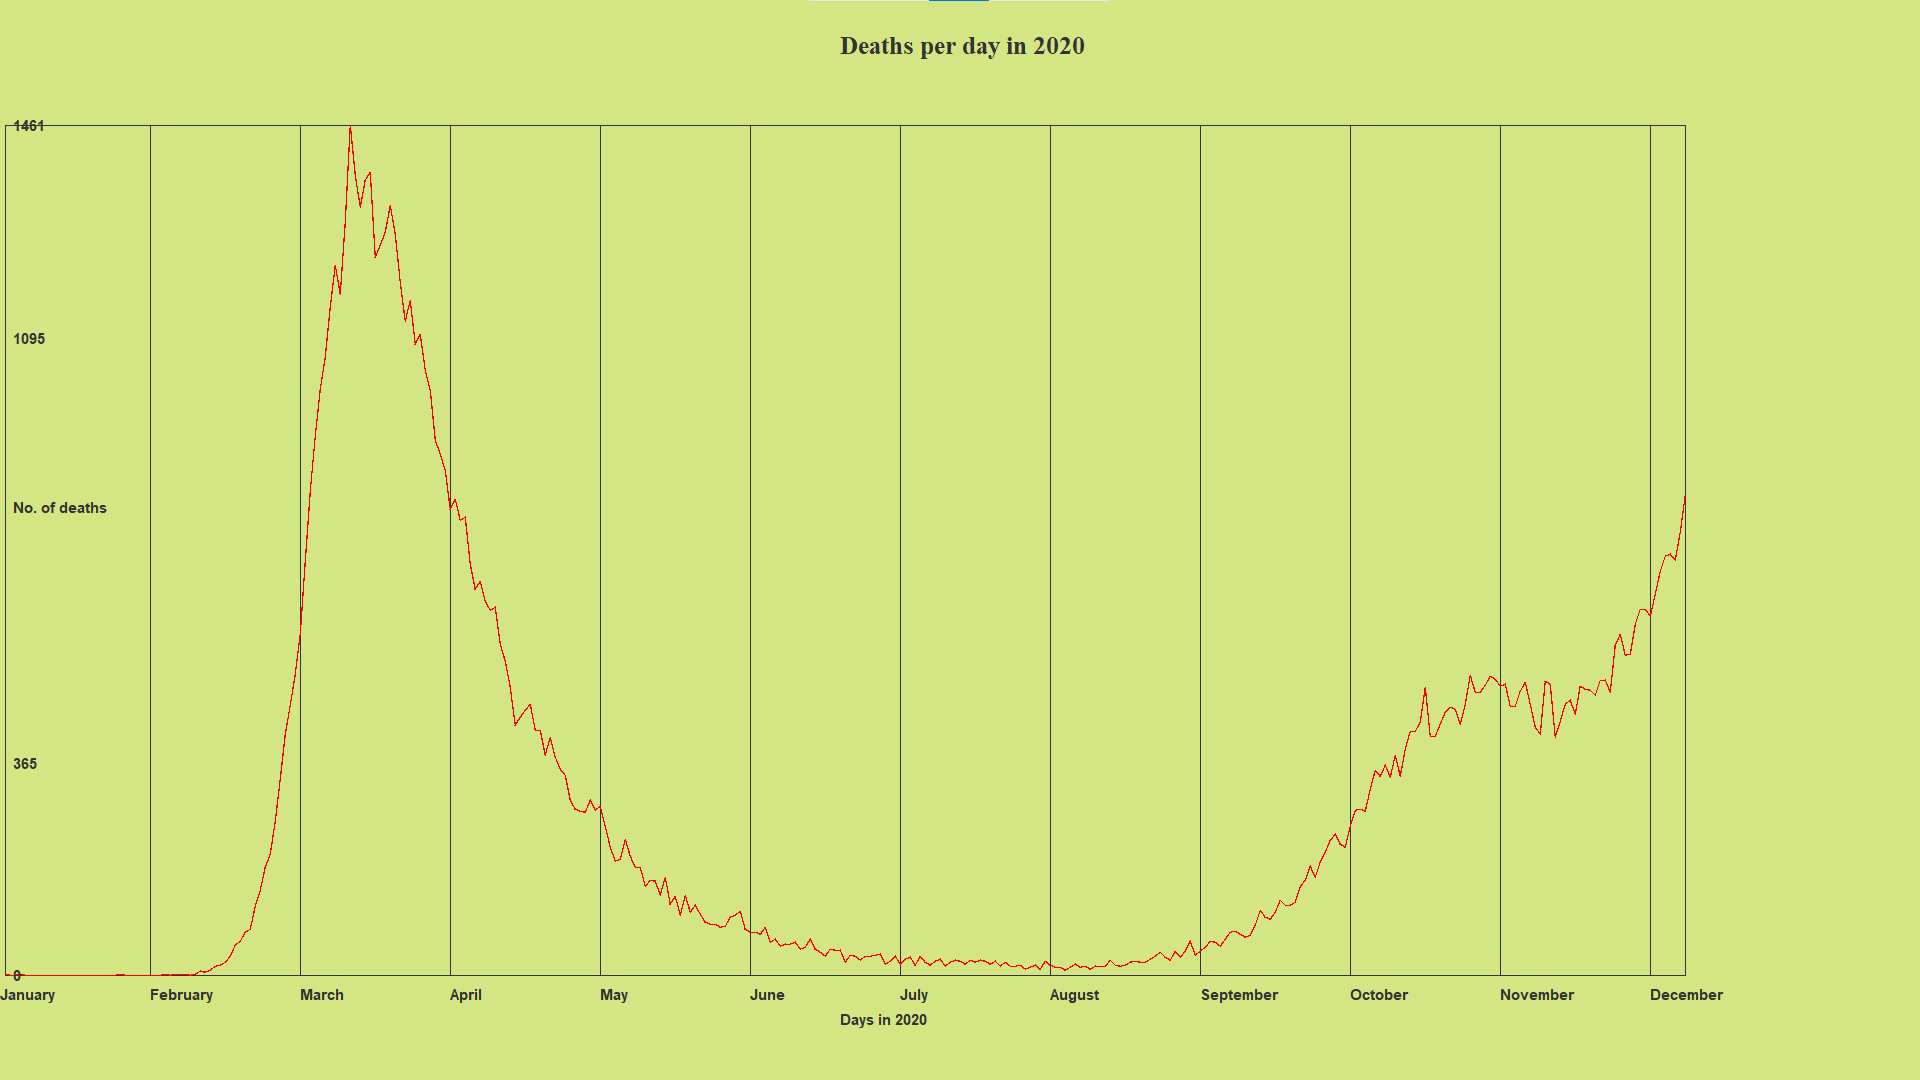 Deaths per day in 2020
1461
1095
No. of deaths
365
0
January February March April May June July August September October November December
Days in 2020